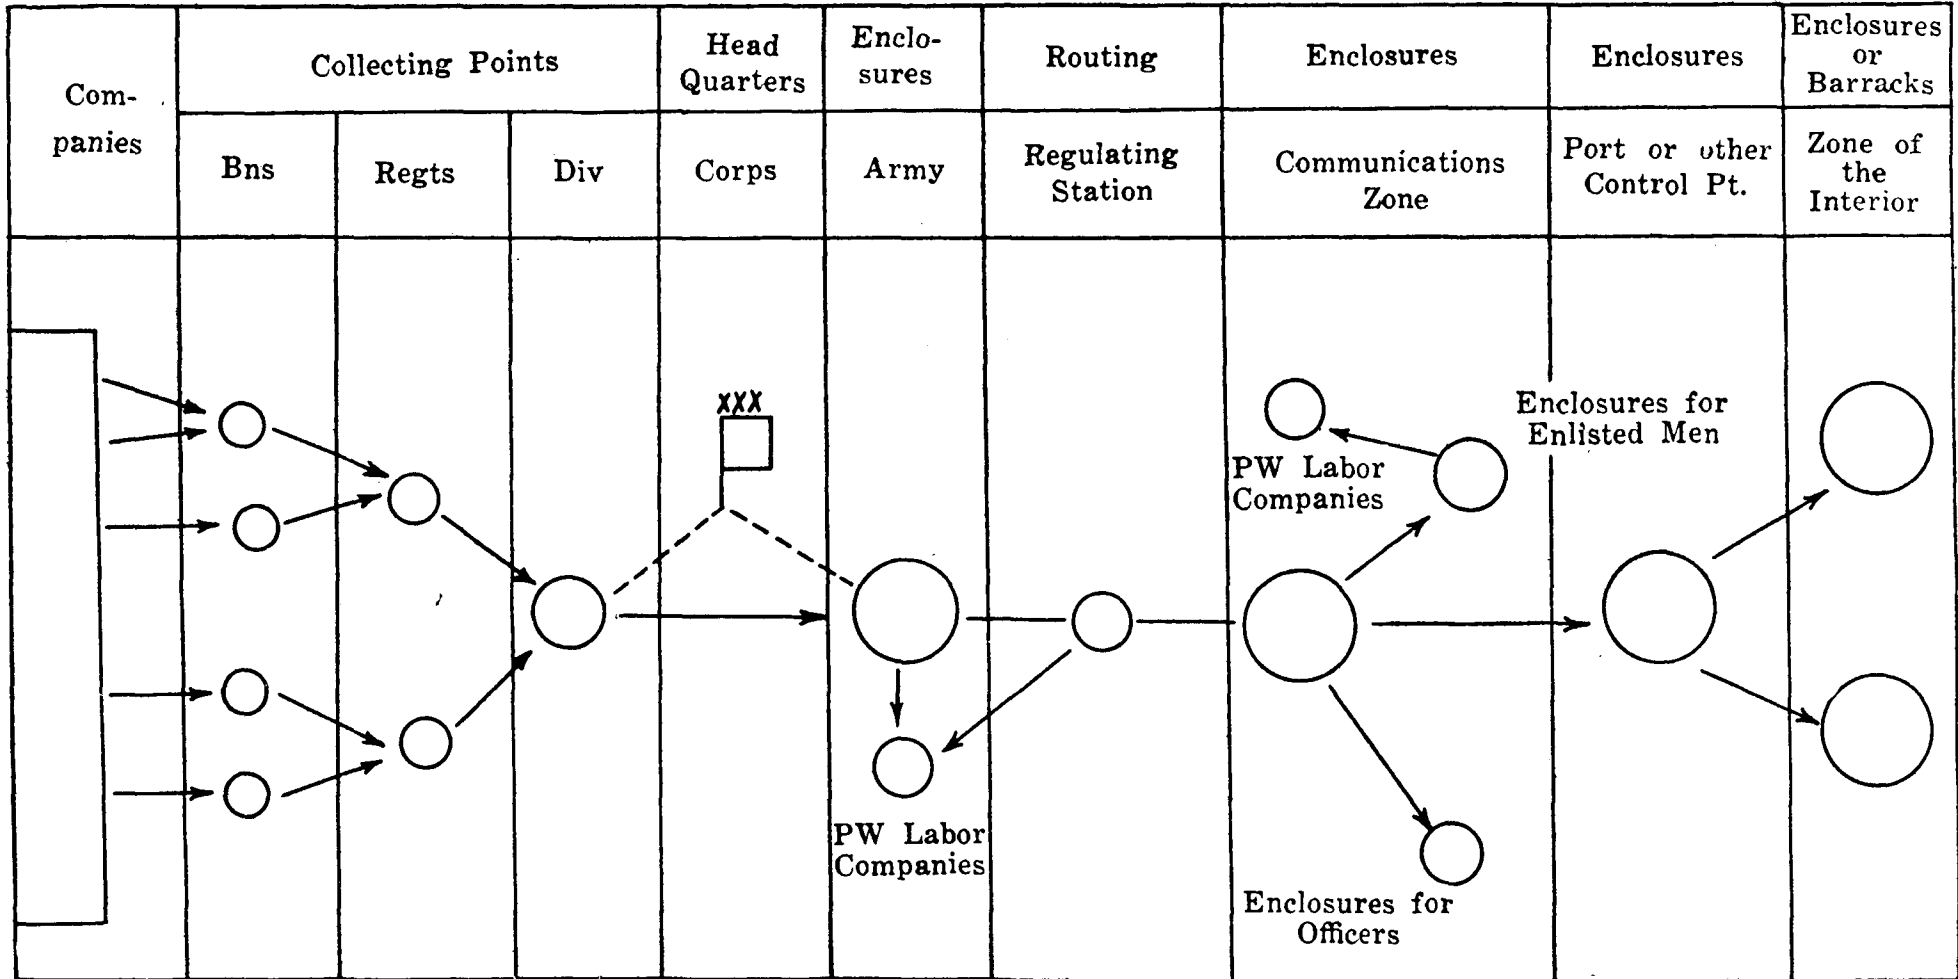 Com-
panies
Collecting Points
Bns
Regts
Div
Head
Quarters
Corps
Enclo-
sures
Army
Routing
Regulating
Station
Enclosures
Communications
Zone
Enclosures
Port or other
Control Pt.
Enclosures
or
Barracks
Zone of
the
Interior
XXX
PW Labor
Companies
PW Labor
Companies
Enclosures for
Enlisted Men
Enclosures for
Officers